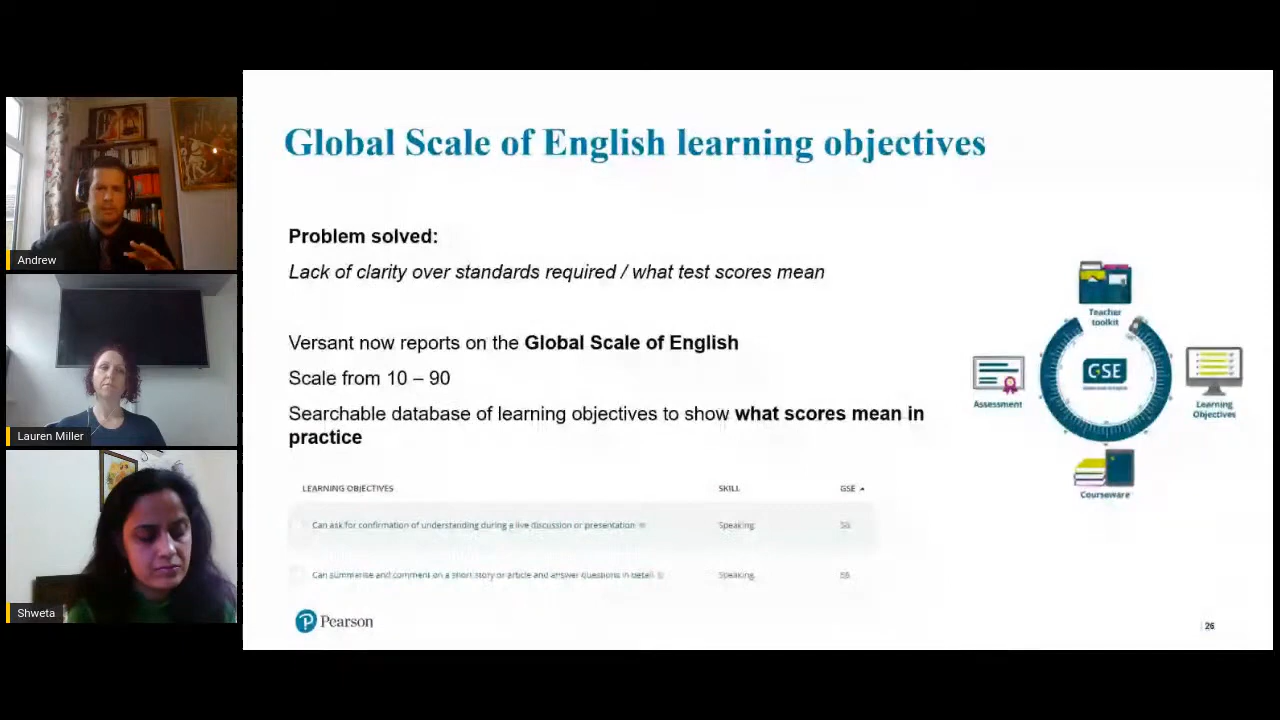 Andrew
Lauren Miller
Shweta
Global Scale of English learning objectives
Problem solved:
Lack of clarity over standards required / what test scores mean
Versant now reports on the Global Scale of English
Scale from 10 – 90
Searchable database of learning objectives to show what scores mean in
practice
LEARNING OBJECTIVES SKILL GSE
Can ask for confirmation of understanding during a live discussion or presentation Speaking
Can summarise and comment on a short story or article and answer questions in detail Speaking
Teacher
toolkit
GSE
Assessment
Learning
Objectives
Courseware
Pearson
26